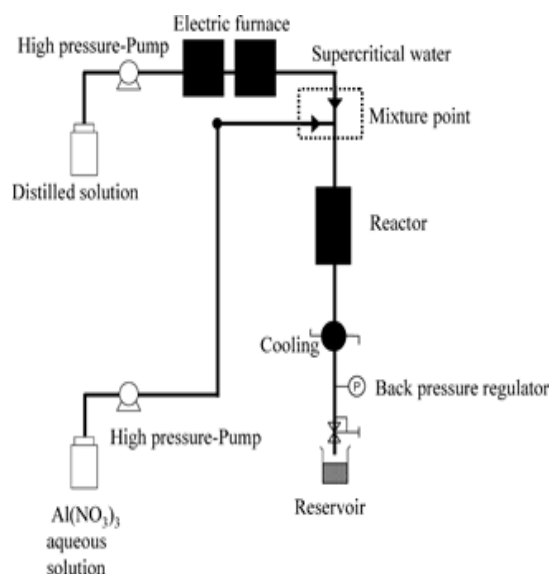 Electric furnace
High pressure-Pump
Supercritical water
Mixture point
Distilled solution
Reactor
Cooling
P
Back pressure regulator
High pressure-Pump
Reservoir
Al(NO3)3
aqueous
solution